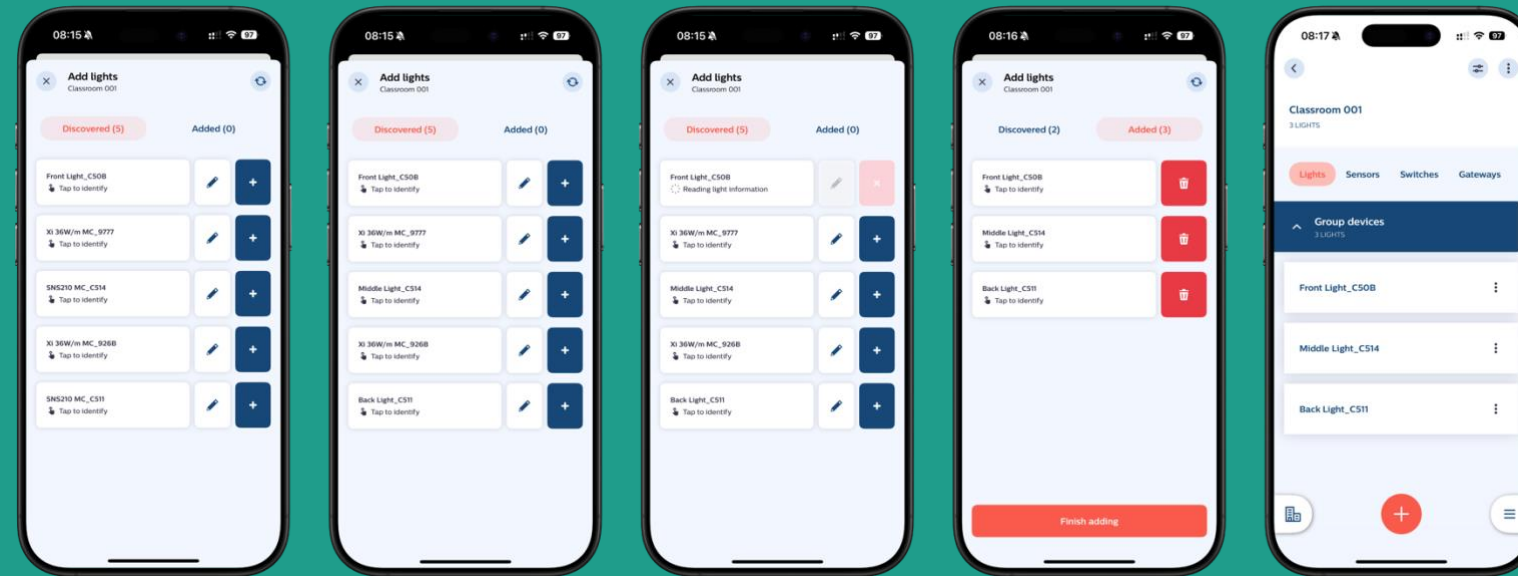 08:15
97
Add lights
Classroom 001
Discovered (5)
Added (0)
Front Light_C50B
Tap to identify
Xi 36W/m MC_9777
Tap to identify
SNS210 MC_C514
Tap to identify
Xi 36W/m MC_926B
Tap to identify
SNS210 MC_C511
Tap to identify
08:15
97
Add lights
Classroom 001
Discovered (5)
Added (0)
Front Light_C50B
Tap to identify
Xi 36W/m MC_9777
Tap to identify
Middle Light_C514
Tap to identify
Xi 36W/m MC_926B
Tap to identify
Back Light_C511
Tap to identify
08:15
97
Add lights
Classroom 001
Discovered (5)
Added (0)
Front Light_C50B
Reading light information
Xi 36W/m MC_9777
Tap to identify
Middle Light_C514
Tap to identify
Xi 36W/m MC_926B
Tap to identify
Back Light_C511
Tap to identify
08:16
97
Add lights
Classroom 001
Discovered (2)
Added (3)
Front Light_C50B
Tap to identify
Middle Light_C514
Tap to identify
Back Light_C511
Tap to identify
Finish adding
08:17
97
Classroom 001
3 LIGHTS
Lights
Sensors
Switches
Gateways
Group devices
3 LIGHTS
Front Light_C50B
Middle Light_C514
Back Light_C511